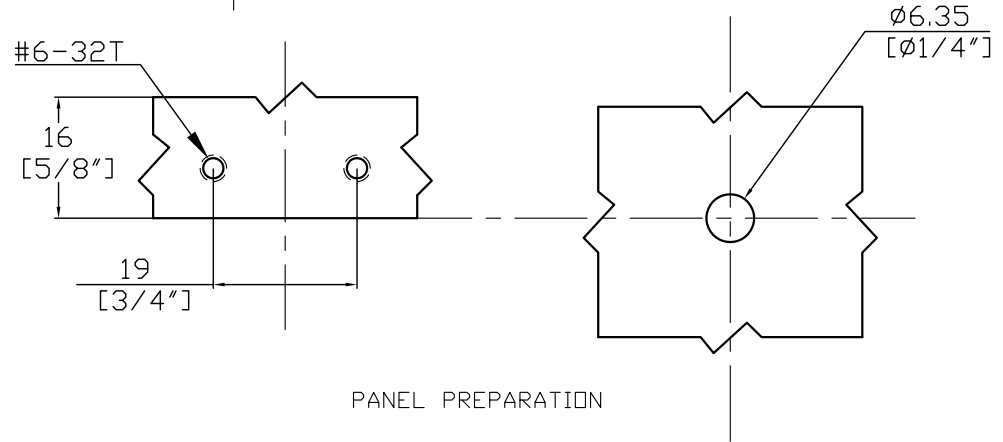 #6-32T
16
[5/8"]
19
[3/4"]
Ø6.35
[Ø1/4"]
PANEL PREPARATION